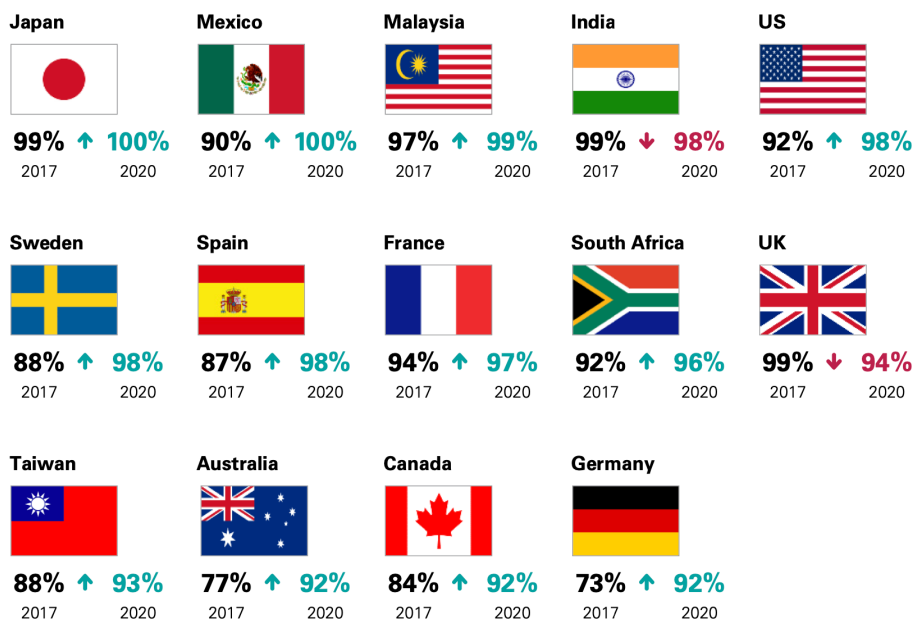 Japan Mexico Malaysia India US
99% 100% 90% 100% 97% 99% 99% 98% 92% 98%
2017 2020 2017 2020 2017 2020 2017 2020 2017 2020
Sweden Spain France South Africa UK
88% 98% 87% 98% 94% 97% 92% 96% 99% 94%
2017 2020 2017 2020 2017 2020 2017 2020 2017 2020
Taiwan Australia Canada Germany
88% 93% 77% 92% 84% 92% 73% 92%
2017 2020 2017 2020 2017 2020 2017 2020